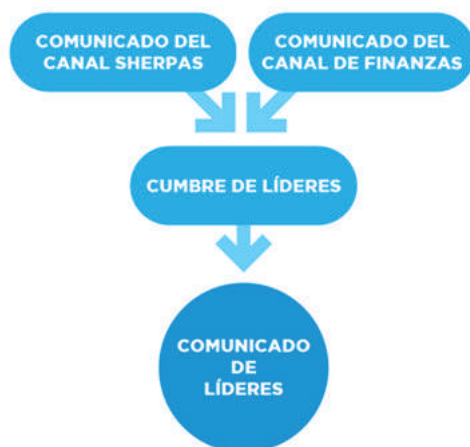 COMUNICADO DEL
CANAL SHERPAS
COMUNICADO DEL
CANAL DE FINANZAS
CUMBRE DE LÍDERES
COMUNICADO
DE
LÍDERES